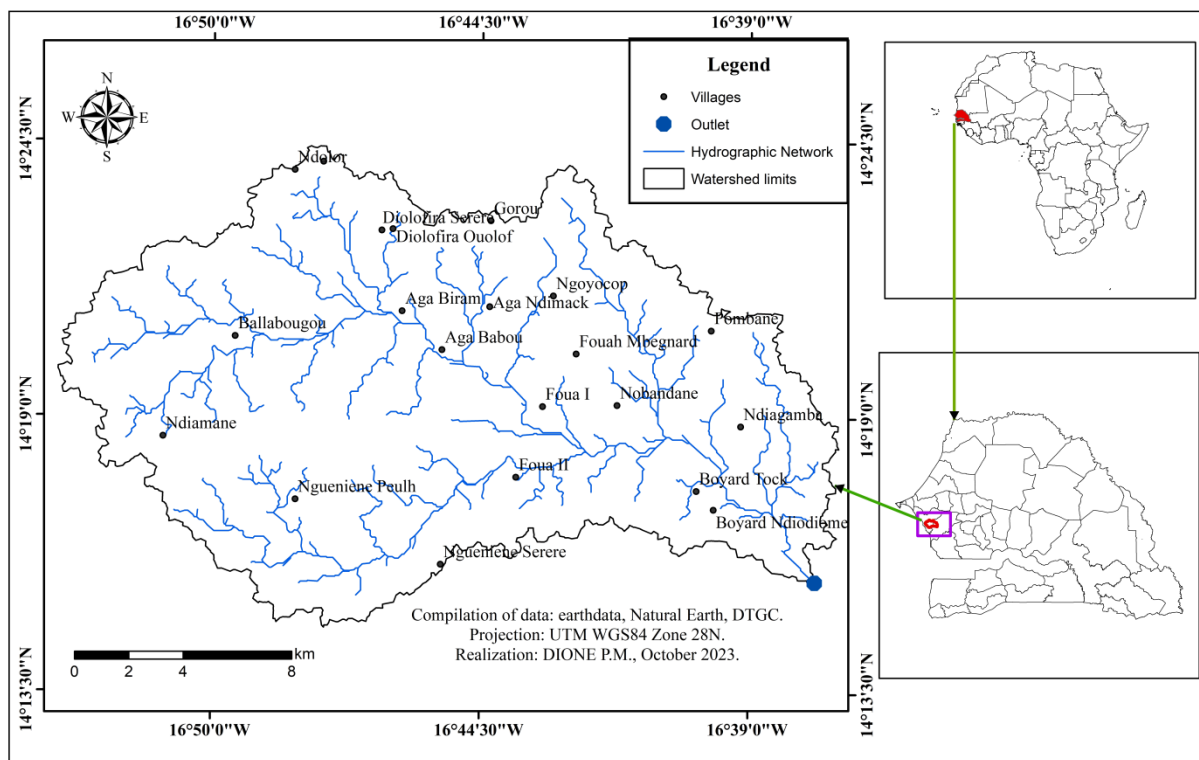 16°50'0"W
16°44'30"W
16°39'0"W
N
W
E
S
14°24'30"N
14°24'30"N
Legend
Villages
Outlet
Hydrographic Network
Watershed limits
Ndolor
Diolofira Serere
Gorou
Diolofira Ouolof
Ngoyocop
Aga Biram
Aga Ndimack
Ballabougou
Pombane
Aga Babou
Fouah Mbegnard
Foua I
Nobandane
14°19'0"N
14°19'0"N
Ndiamane
Ndiagamba
Foua II
Boyard Tock
Ngueniene Peulh
Boyard Ndiodiome
Ngueniene Serere
Compilation of data: earthdata, Natural Earth, DTGC.
Projection: UTM WGS84 Zone 28N.
Realization: DIONE P.M., October 2023.
km
0 2 4 8
14°13'30"N
14°13'30"N
16°50'0"W
16°44'30"W
16°39'0"W